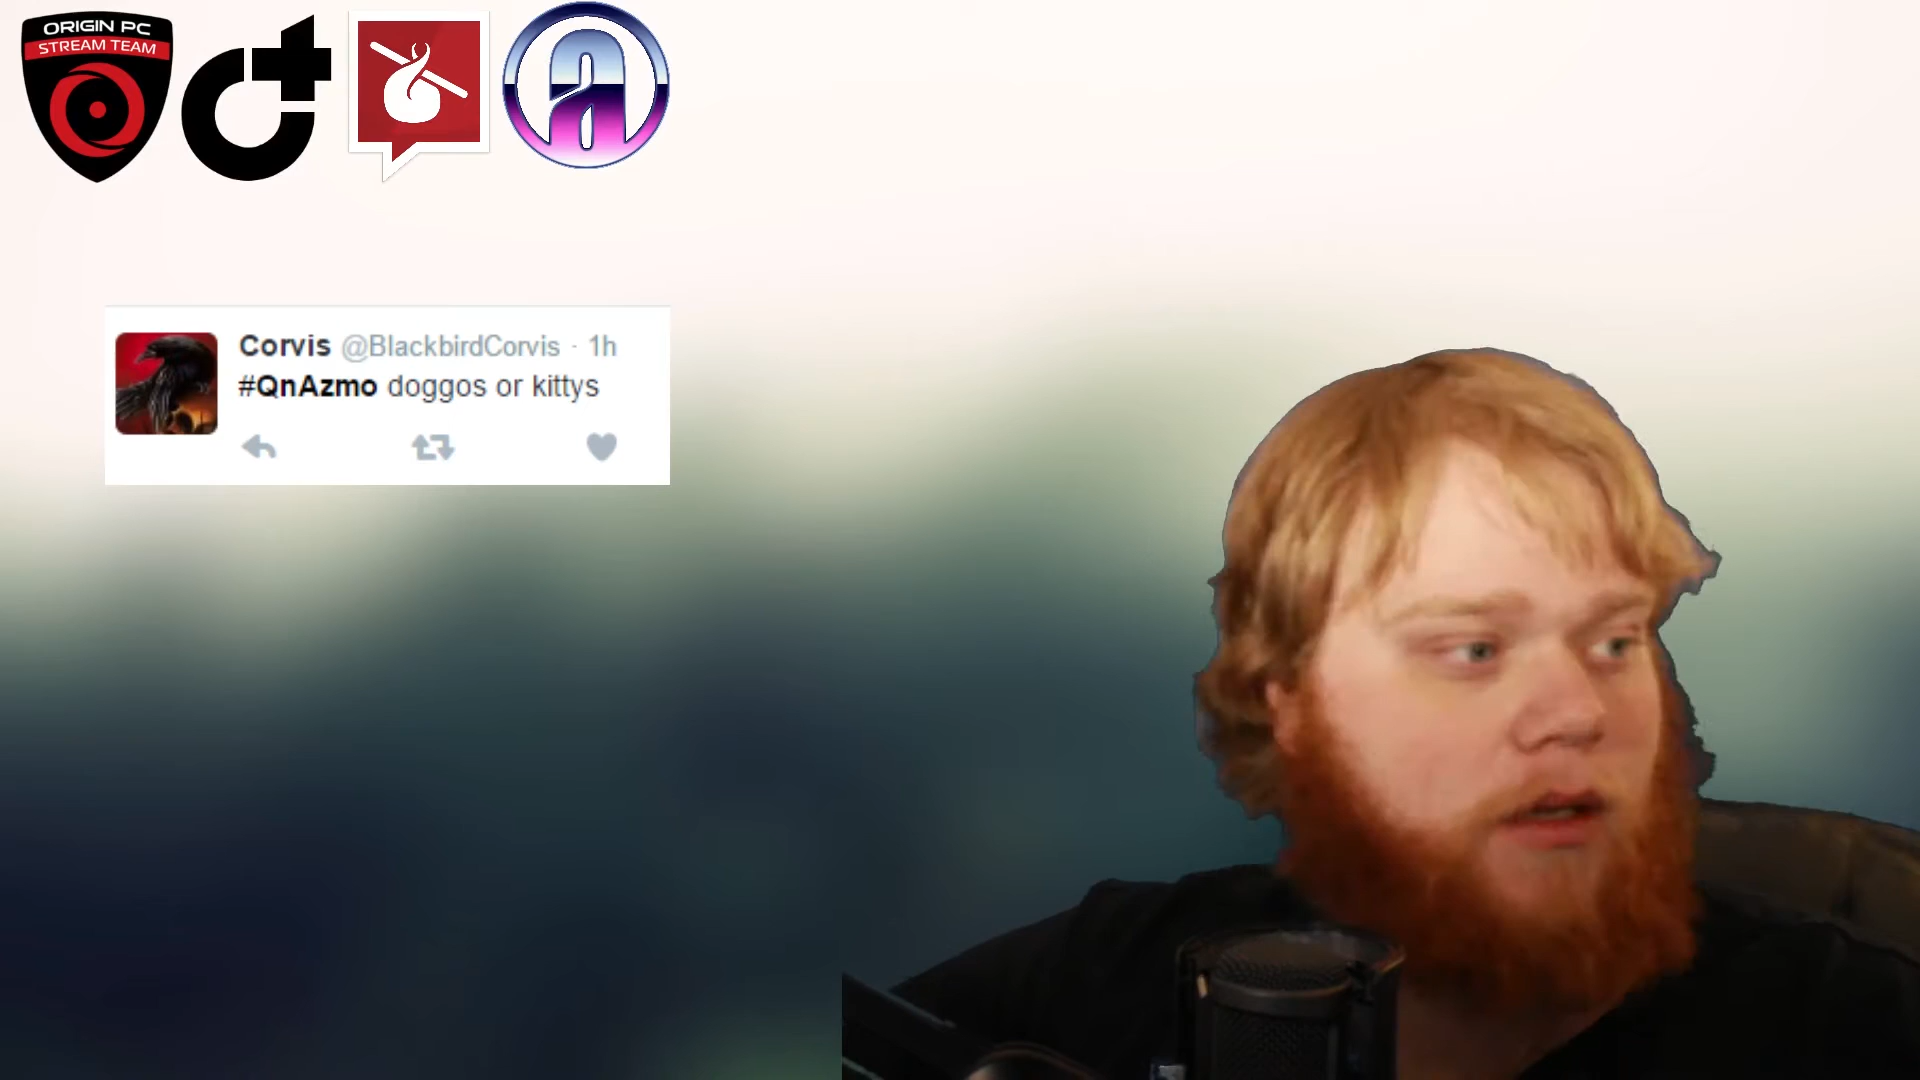 ORIGIN PC
STREAM TEAM
Corvis @BlackbirdCorvis · 1h
#QnAzmo doggos or kittys